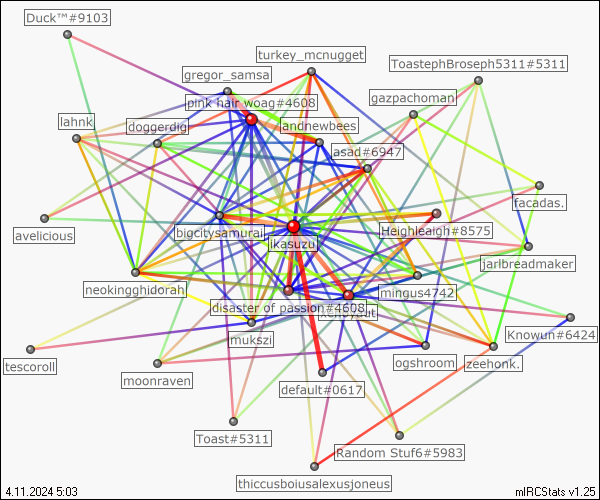 Duck™#9103
turkey_mcnugget
ToastephBroseph5311#5311
gregor_samsa
gazpachoman
pink hair woag#4608
lahnk
doggerdig
andnewbees
asad#6947
facadas.
avelicious
bigcitysamurai
Heighleaigh#8575
ikasuzu
jarlbreadmaker
neokingghidorah
mingus4742
disaster of passion#4608
mukszi
Knowun#6424
tescoroll
moonraven
ogshroom
zeehonk.
default#0617
Toast#5311
Random Stuf6#5983
thiccusboiusalexusjoneus
4.11.2024 5:03
mIRCStats v1.25